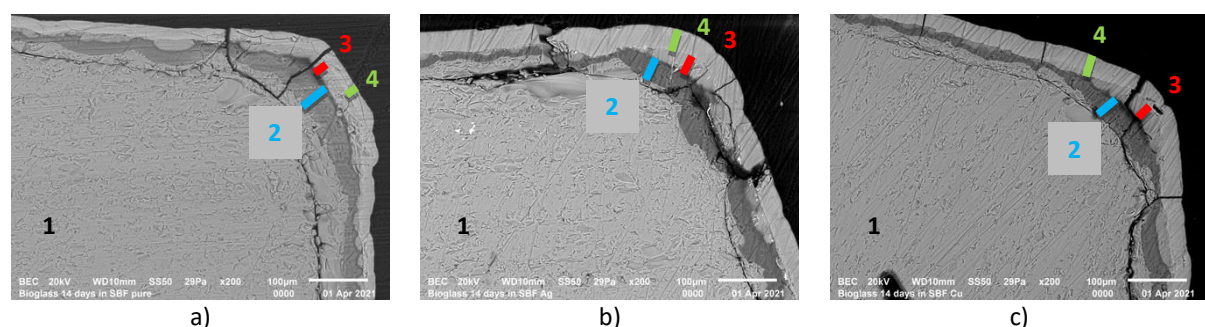 3
4
2
1
BEC 20kV WD10mm SS50 29Pa x200 100µm
Bioglass 14 days in SBF pure 0000 01 Apr 2021
a)
4
3
2
1
BEC 20kV WD10mm SS50 29Pa x200 100µm
Bioglass 14 days in SBF Ag 0000 01 Apr 2021
b)
4
3
2
1
BEC 20kV WD10mm SS50 29Pa x200 100µm
Bioglass 14 days in SBF Cu 0000 01 Apr 2021
c)